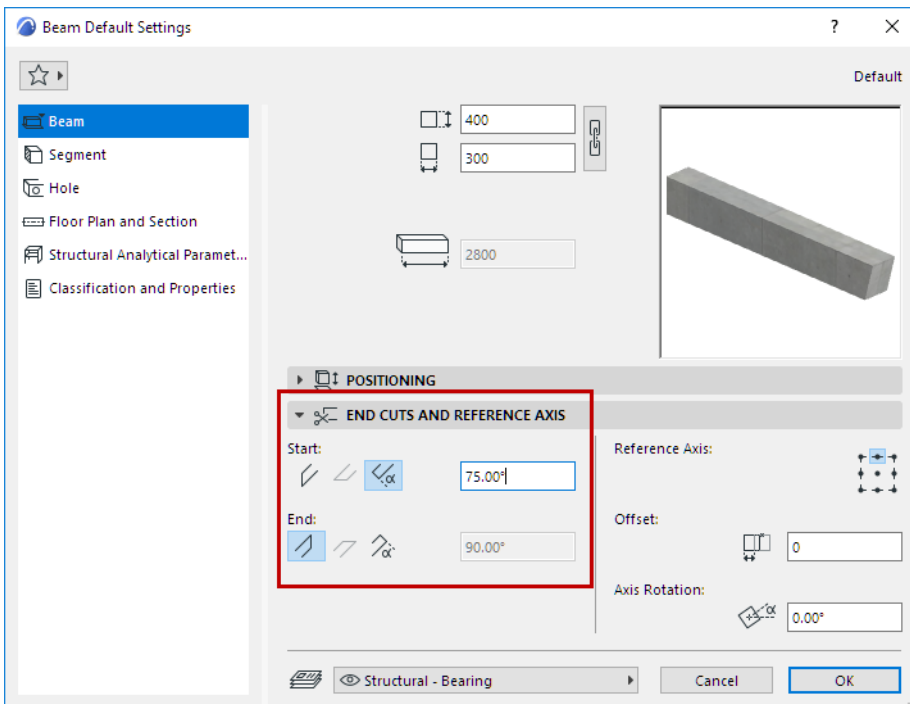 Beam Default Settings
?
Default
Beam
Segment
Hole
Floor Plan and Section
Structural Analytical Paramet...
Classification and Properties
400
300
2800
POSITIONING
END CUTS AND REFERENCE AXIS
Start:
α
75.00°
End:
α
90.00°
Reference Axis:
Offset:
0
Axis Rotation:
α
0.00°
Structural - Bearing
Cancel
OK